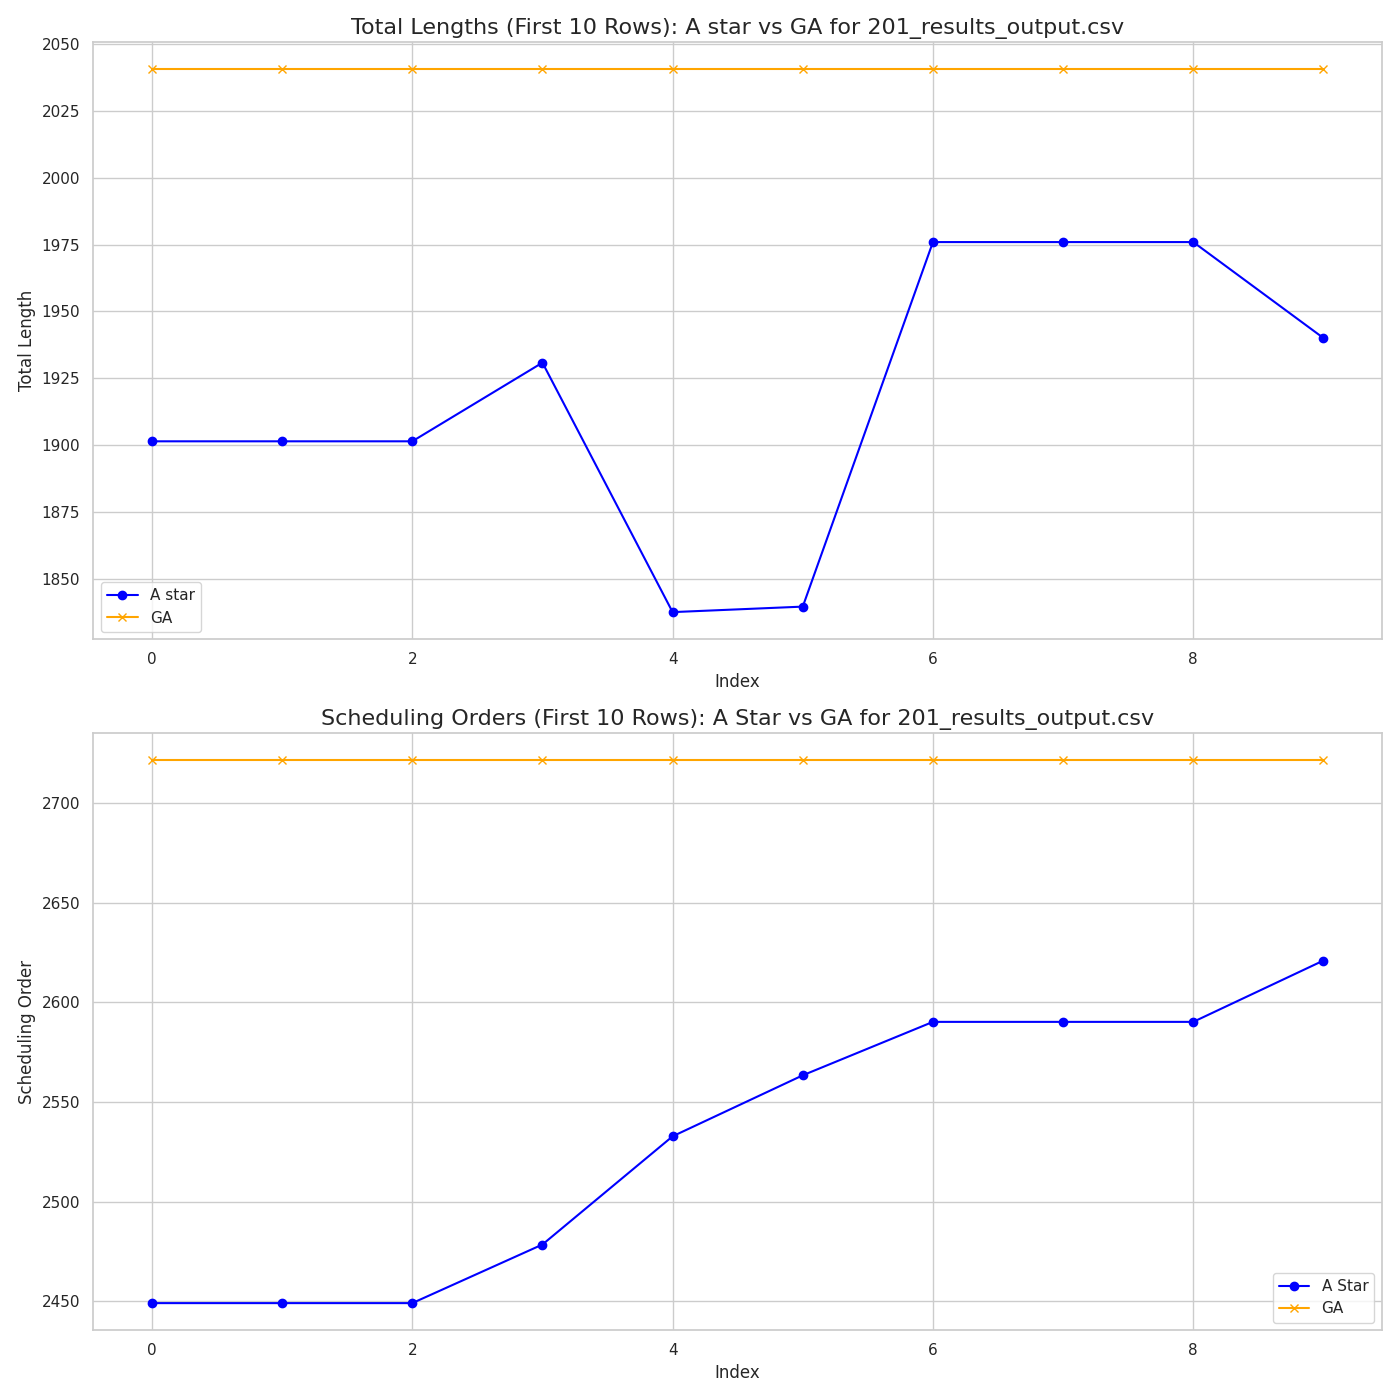 Total Lengths (First 10 Rows): A star vs GA for 201_results_output.csv
2050
2025
2000
1975
1950
1925
1900
1875
1850
Total Length
A star
GA
0 2 4 6 8
Index
Scheduling Orders (First 10 Rows): A Star vs GA for 201_results_output.csv
2700
2650
2600
2550
2500
2450
Scheduling Order
A Star
GA
0 2 4 6 8
Index